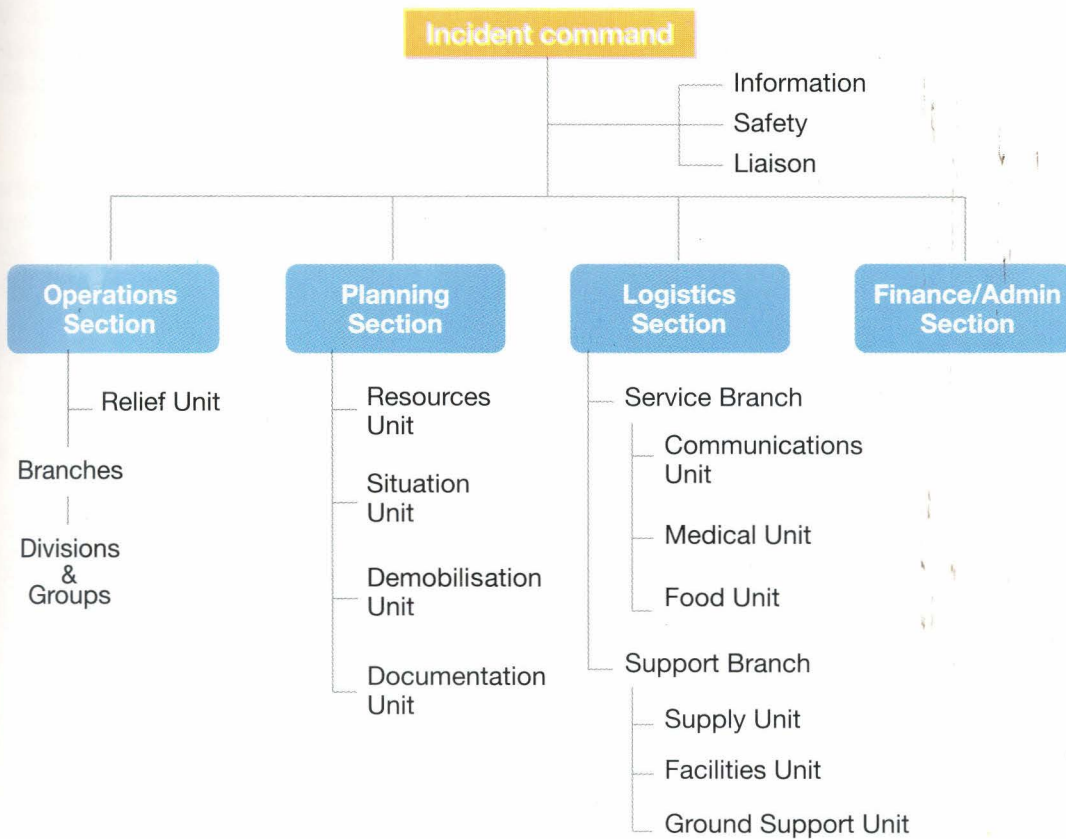 Incident command
Information
Safety
Liaison
Operations
Section
Planning
Section
Logistics
Section
Finance/Admin
Section
Relief Unit
Branches
Divisions
&
Groups
Resources
Unit
Situation
Unit
Demobilisation
Unit
Documentation
Unit
Service Branch
Communications
Unit
Medical Unit
Food Unit
Support Branch
Supply Unit
Facilities Unit
Ground Support Unit